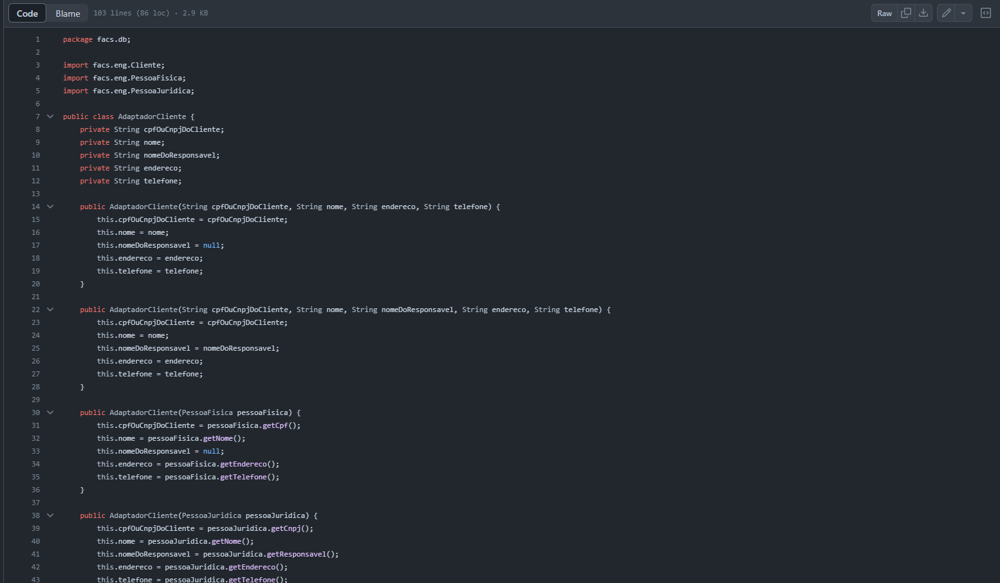 Code Blame 103 lines (86 loc) · 2.9 KB Raw
1 package facs.db;
2
3 import facs.eng.Cliente;
4 import facs.eng.PessoaFisica;
5 import facs.eng.PessoaJuridica;
6
7 public class AdaptadorCliente {
8 private String cpfOuCnpjDoCliente;
9 private String nome;
10 private String nomeDoResponsavel;
11 private String endereco;
12 private String telefone;
13
14 public AdaptadorCliente(String cpfOuCnpjDoCliente, String nome, String endereco, String telefone) {
15 this.cpfOuCnpjDoCliente = cpfOuCnpjDoCliente;
16 this.nome = nome;
17 this.nomeDoResponsavel = null;
18 this.endereco = endereco;
19 this.telefone = telefone;
20 }
21
22 public AdaptadorCliente(String cpfOuCnpjDoCliente, String nome, String nomeDoResponsavel, String endereco, String telefone) {
23 this.cpfOuCnpjDoCliente = cpfOuCnpjDoCliente;
24 this.nome = nome;
25 this.nomeDoResponsavel = nomeDoResponsavel;
26 this.endereco = endereco;
27 this.telefone = telefone;
28 }
29
30 public AdaptadorCliente(PessoaFisica pessoaFisica) {
31 this.cpfOuCnpjDoCliente = pessoaFisica.getCpf();
32 this.nome = pessoaFisica.getNome();
33 this.nomeDoResponsavel = null;
34 this.endereco = pessoaFisica.getEndereco();
35 this.telefone = pessoaFisica.getTelefone();
36 }
37
38 public AdaptadorCliente(PessoaJuridica pessoaJuridica) {
39 this.cpfOuCnpjDoCliente = pessoaJuridica.getCnpj();
40 this.nome = pessoaJuridica.getNome();
41 this.nomeDoResponsavel = pessoaJuridica.getResponsavel();
42 this.endereco = pessoaJuridica.getEndereco();
43 this.telefone = pessoaJuridica.getTelefone();